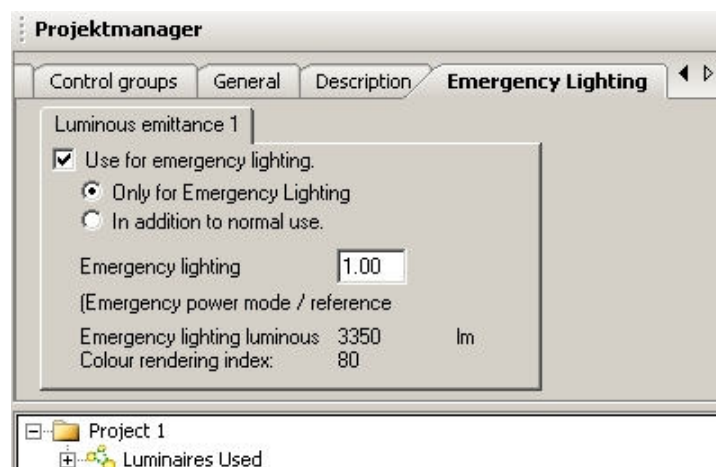 Projektmanager
Control groups General Description Emergency Lighting
Luminous emittance 1
Use for emergency lighting.
Only for Emergency Lighting
In addition to normal use.
Emergency lighting 1.00
(Emergency power mode / reference
Emergency lighting luminous 3350 lm
Colour rendering index: 80
Project 1
Luminaires Used